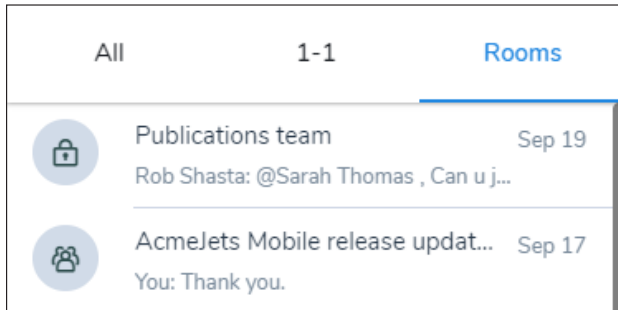 All 1-1 Rooms
Publications team Sep 19
Rob Shasta: @Sarah Thomas , Can u j...
AcmeJets Mobile release updat... Sep 17
You: Thank you.